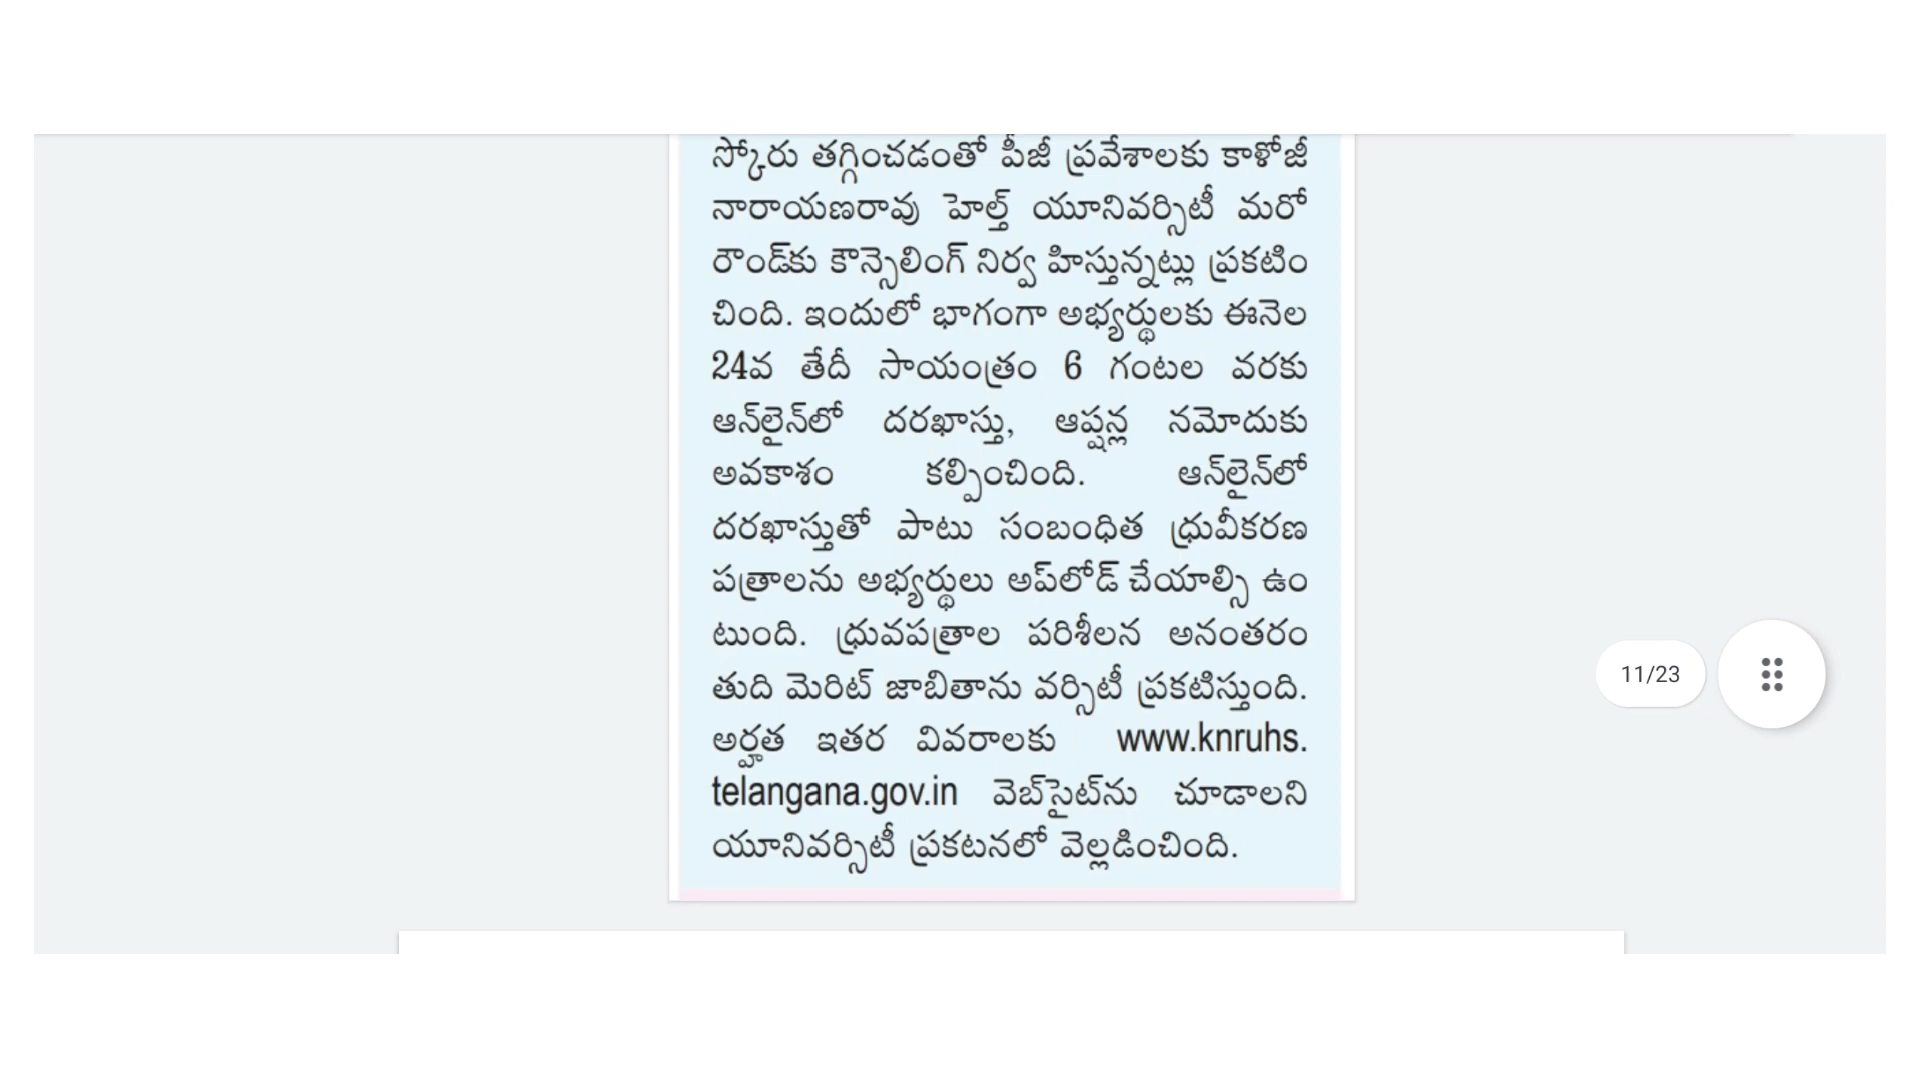 స్కోరు తగ్గించడంతో పీజీ ప్రవేశాలకు కాళోజీ
నారాయణరావు హెల్త్ యూనివర్సిటీ మరో
రౌండ్‌కు కౌన్సెలింగ్ నిర్వ హిస్తున్నట్లు ప్రకటిం
చింది. ఇందులో భాగంగా అభ్యర్థులకు ఈనెల
24వ తేదీ సాయంత్రం 6 గంటల వరకు
ఆన్‌లైన్‌లో దరఖాస్తు, ఆప్షన్ల నమోదుకు
అవకాశం కల్పించింది. ఆన్‌లైన్‌లో
దరఖాస్తుతో పాటు సంబంధిత ధ్రువీకరణ
పత్రాలను అభ్యర్థులు అప్‌లోడ్ చేయాల్సి ఉం
టుంది. ధ్రువపత్రాల పరిశీలన అనంతరం
తుది మెరిట్ జాబితాను వర్సిటీ ప్రకటిస్తుంది.
అర్హత ఇతర వివరాలకు www.knruhs.
telangana.gov.in వెబ్‌సైట్‌ను చూడాలని
యూనివర్సిటీ ప్రకటనలో వెల్లడించింది.
11/23